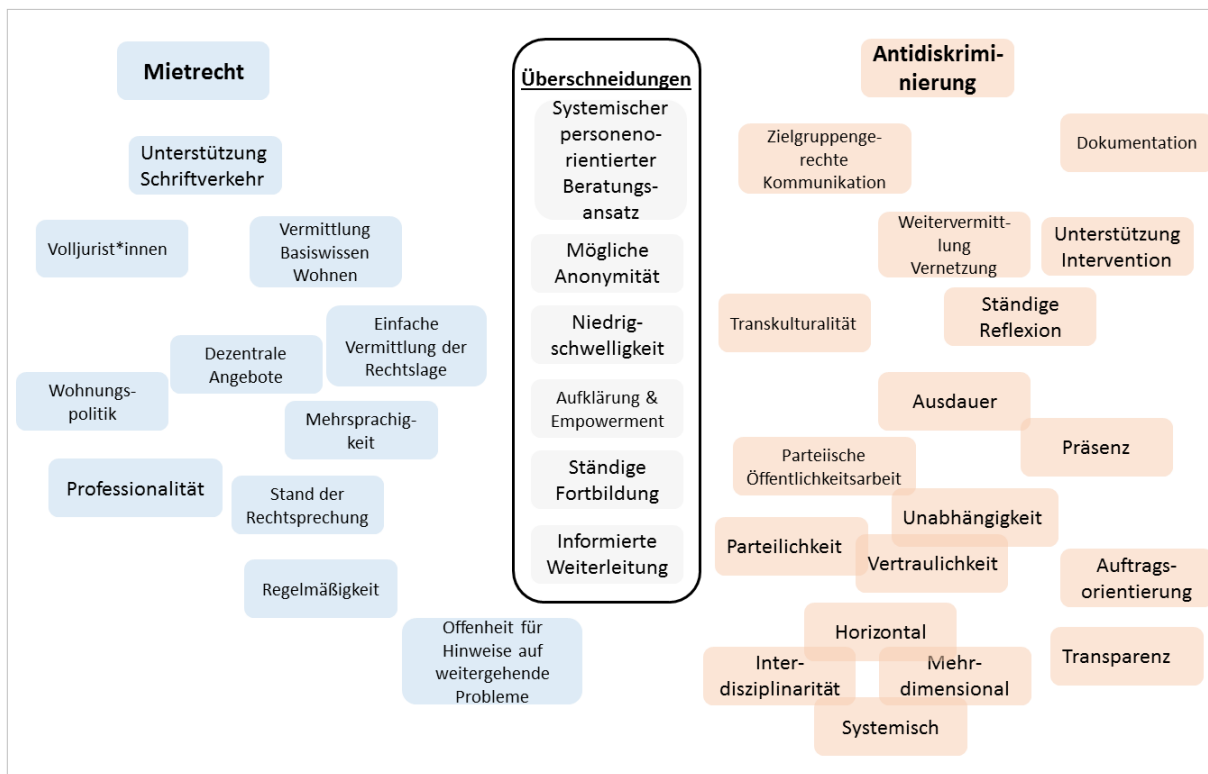 Mietrecht
Unterstützung
Schriftverkehr
Volljurist*innen
Vermittlung
Basiswissen
Wohnen
Einfache
Vermittlung der
Rechtslage
Dezentrale
Angebote
Wohnungs-
politik
Mehrsprachig-
keit
Professionalität
Stand der
Rechtsprechung
Regelmäßigkeit
Offenheit für
Hinweise auf
weitergehende
Probleme
Überschneidungen
Systemischer
personeno-
rientierter
Beratungs-
ansatz
Mögliche
Anonymität
Niedrig-
schwelligkeit
Aufklärung &
Empowerment
Ständige
Fortbildung
Informierte
Weiterleitung
Antidiskrimi-
nierung
Zielgruppenge-
rechte
Kommunikation
Dokumentation
Weitervermitt-
lung
Vernetzung
Unterstützung
Intervention
Transkulturalität
Ständige
Reflexion
Ausdauer
Präsenz
Parteiische
Öffentlichkeitsarbeit
Unabhängigkeit
Parteilichkeit
Vertraulichkeit
Auftrags-
orientierung
Horizontal
Transparenz
Inter-
disziplinarität
Mehr-
dimensional
Systemisch